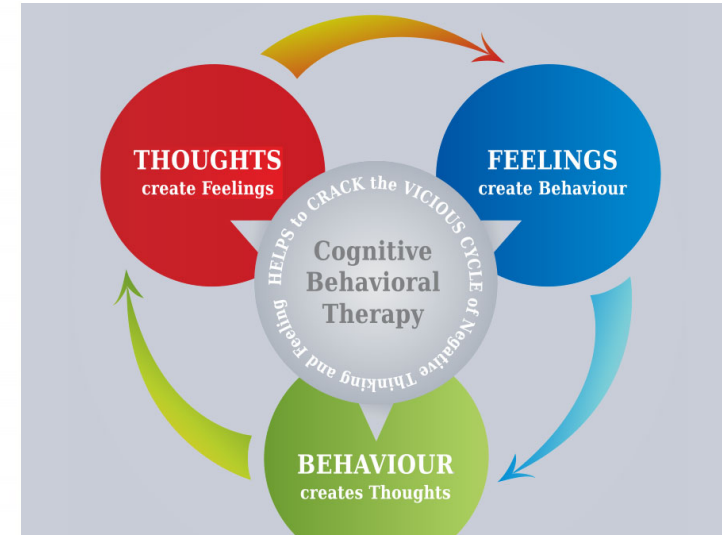 THOUGHTS
create Feelings
FEELINGS
create Behaviour
HELPS to CRACK the VICIOUS CYCLE of Negative Thinking and Feeling
Cognitive
Behavioral
Therapy
BEHAVIOUR
creates Thoughts